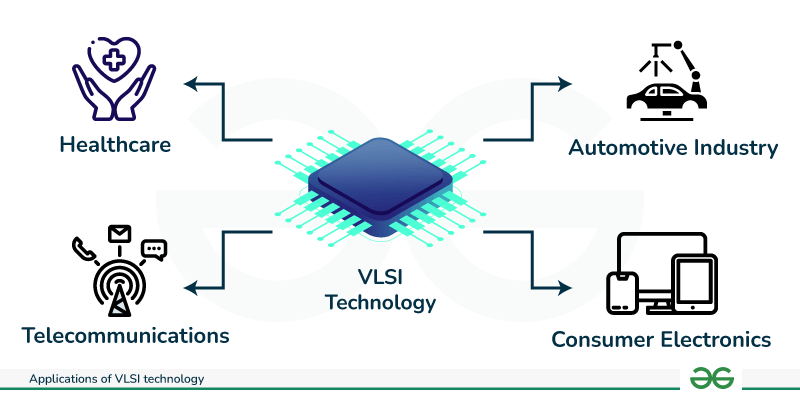 Healthcare
Automotive Industry
VLSI
Technology
Telecommunications
Consumer Electronics
Applications of VLSI technology